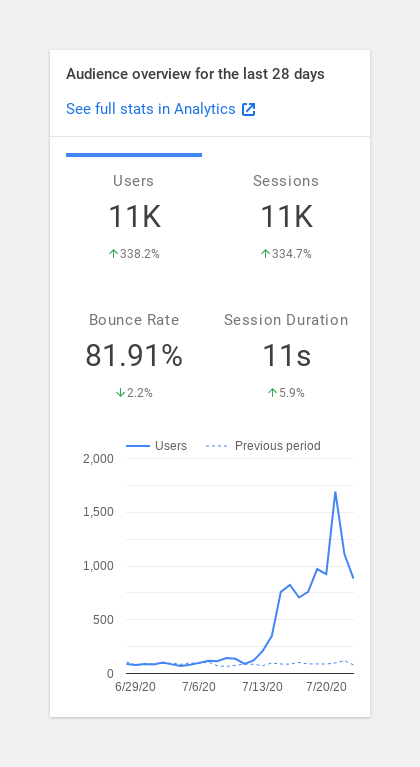 Audience overview for the last 28 days
See full stats in Analytics
Users
Sessions
11K
11K
338.2%
334.7%
Bounce Rate
Session Duration
81.91%
11s
2.2%
5.9%
Users
Previous period
2,000
1,500
1,000
500
0
6/29/20
7/6/20
7/13/20
7/20/20